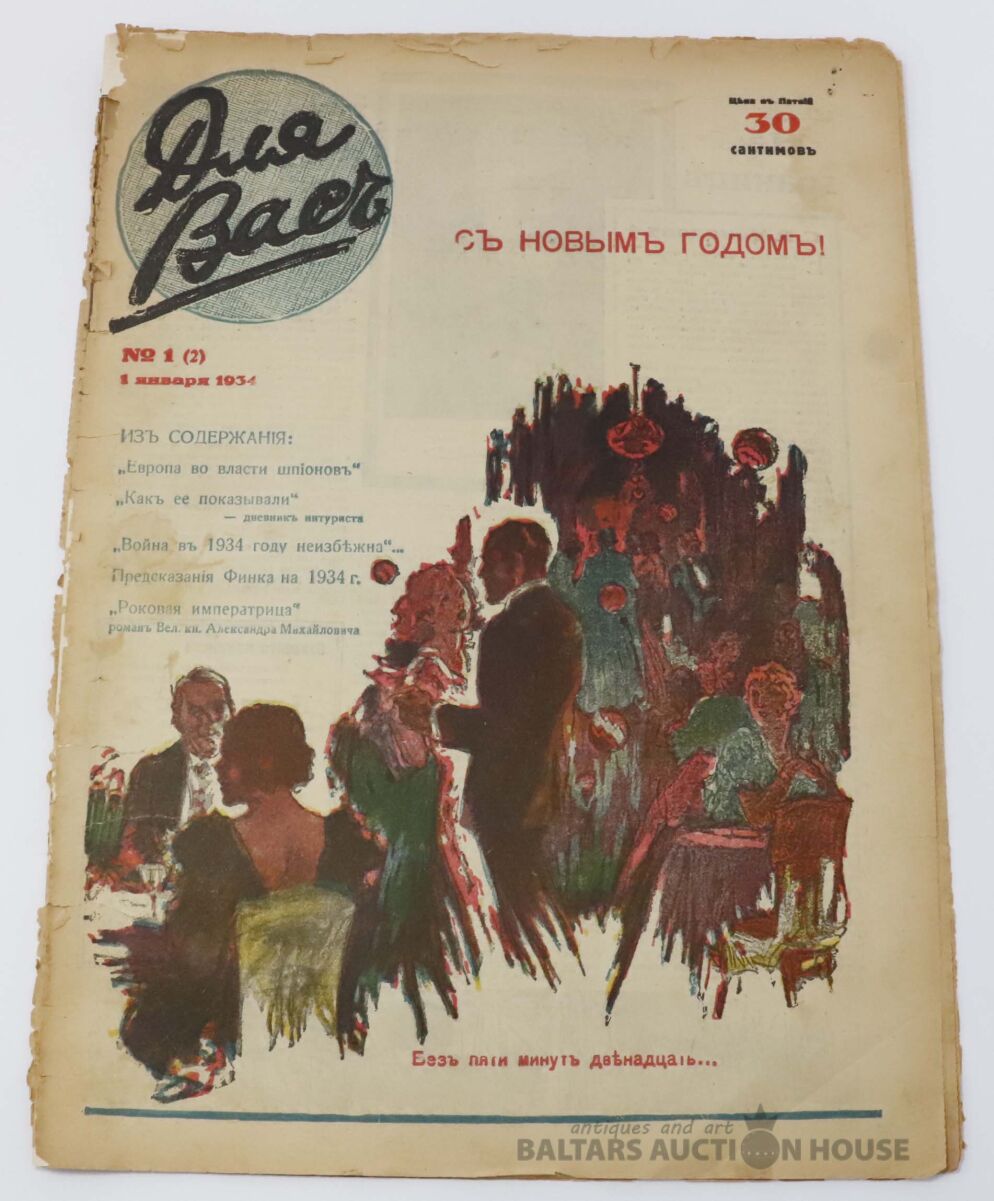 Для
Васъ
Цѣна въ Латвіи
30
сантимовъ
СЪ НОВЫМЪ ГОДОМЪ!
№ 1 (2)
1 января 1934
ИЗЪ СОДЕРЖАНІЯ:
„Европа во власти шпіоновъ“
„Какъ ее показывали“
— дневникъ интуриста
„Война въ 1934 году неизбѣжна“...
Предсказанія Финка на 1934 г.
„Роковая императрица“
романъ Вел. кн. Александра Михайловича
Безъ пяти минутъ двѣнадцать...
antiques and art
BALTARS AUCTION HOUSE